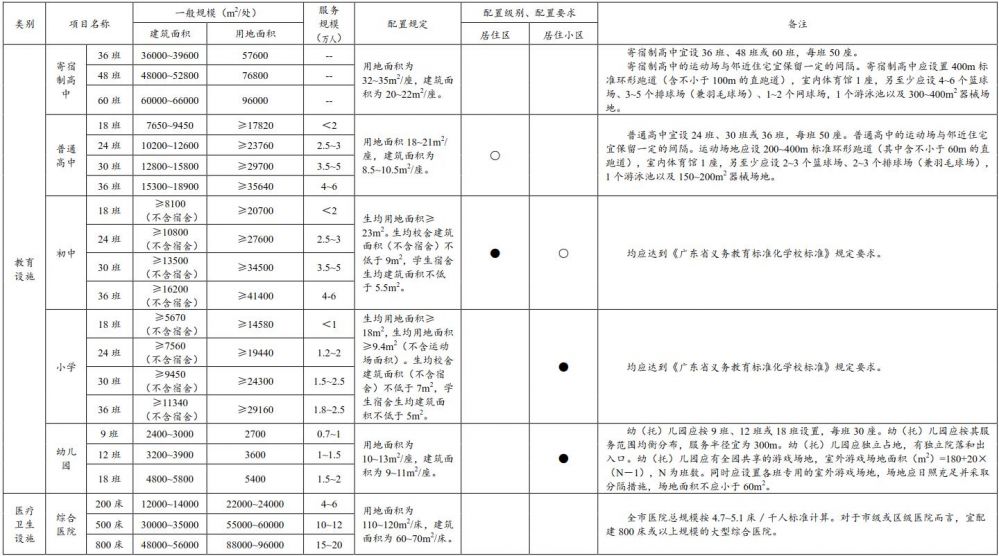 类别 项目名称 一般规模（m²/处） 服务规模（万人） 配置规定 配置级别、配置要求 备注
建筑面积 用地面积 居住区 居住小区
教育设施
寄宿制高中
36 班 36000~39600 57600 --
48 班 48000~52800 76800 --
60 班 60000~66000 96000 --
用地面积为
32~35m²/座，建筑面
积为 20~22m²/座。
寄宿制高中宜设 36 班、48 班或 60 班，每班 50 座。
寄宿制高中的运动场与邻近住宅宜保留一定的间隔。寄宿制高中应设置 400m 标
准环形跑道（含不小于 100m 的直跑道），室内体育馆 1 座，另至少应设 4~6 个篮球
场、3~5 个排球场（兼羽毛球场）、1~2 个网球场，1 个游泳池以及 300~400m² 器械场
地。
普通高中
18 班 7650~9450 ≥17820 ＜2
24 班 10200~12600 ≥23760 2.5~3
30 班 12800~15800 ≥29700 3.5~5
36 班 15300~18900 ≥35640 4~6
用地面积 18~21m²/
座，建筑面积为
8.5~10.5m²/座。
○
普通高中宜设 24 班、30 班或 36 班，每班 50 座。普通高中的运动场与邻近住宅
宜保留一定的间隔。运动场地应设 200~400m 标准环形跑道（其中含不小于 60m 的直
跑道），室内体育馆 1 座，另至少应设 2~3 个篮球场、2~3 个排球场（兼羽毛球场），
1 个游泳池以及 150~200m² 器械场地。
初中
18 班 ≥8100（不含宿舍） ≥20700 ＜2
24 班 ≥10800（不含宿舍） ≥27600 2.5~3
30 班 ≥13500（不含宿舍） ≥34500 3.5~5
36 班 ≥16200（不含宿舍） ≥41400 4-6
生均用地面积≥
23m²。生均校舍建筑
面积（不含宿舍）不
低于 9m²，学生宿舍
生均建筑面积不低
于 5.5m²。
● ○
均应达到《广东省义务教育标准化学校标准》规定要求。
小学
18 班 ≥5670（不含宿舍） ≥14580 ＜1
24 班 ≥7560（不含宿舍） ≥19440 1.2~2
30 班 ≥9450（不含宿舍） ≥24300 1.5~2.5
36 班 ≥11340（不含宿舍） ≥29160 1.8~2.5
生均用地面积≥
18m²，生均用地面积
≥9.4m²（不含运动
场面积）。生均校舍
建筑面积（不含宿
舍）不低于 7m²，学
生宿舍生均建筑面
积不低于 5m²。
●
均应达到《广东省义务教育标准化学校标准》规定要求。
幼儿园
9 班 2400~3000 2700 0.7~1
12 班 3200~3900 3600 1~1.5
18 班 4800~5800 5400 1.5~2
用地面积为
10~13m²/座，建筑面
积为 9~11m²/座。
●
幼（托）儿园应按 9 班、12 班或 18 班设置，每班 30 座。幼（托）儿园应按其服
务范围均衡分布，服务半径宜为 300m。幼（托）儿园应独立占地，有独立院落和出
入口。幼（托）儿园应有全园共享的游戏场地，室外游戏场地面积（m²）=180+20×
（N－1），N 为班数。同时应设置各班专用的室外游戏场地，场地应日照充足并采取
分隔措施，场地面积不应小于 60m²。
医疗卫生设施
综合医院
200 床 12000~14000 22000~24000 4~6
500 床 30000~35000 55000~60000 10~12
800 床 48000~56000 88000~96000 15~20
用地面积为
110~120m²/床，建筑
面积为 60~70m²/床。
全市医院总规模按 4.7~5.1 床／千人标准计算。对于市级或区级医院而言，宜配
建 800 床或以上规模的大型综合医院。